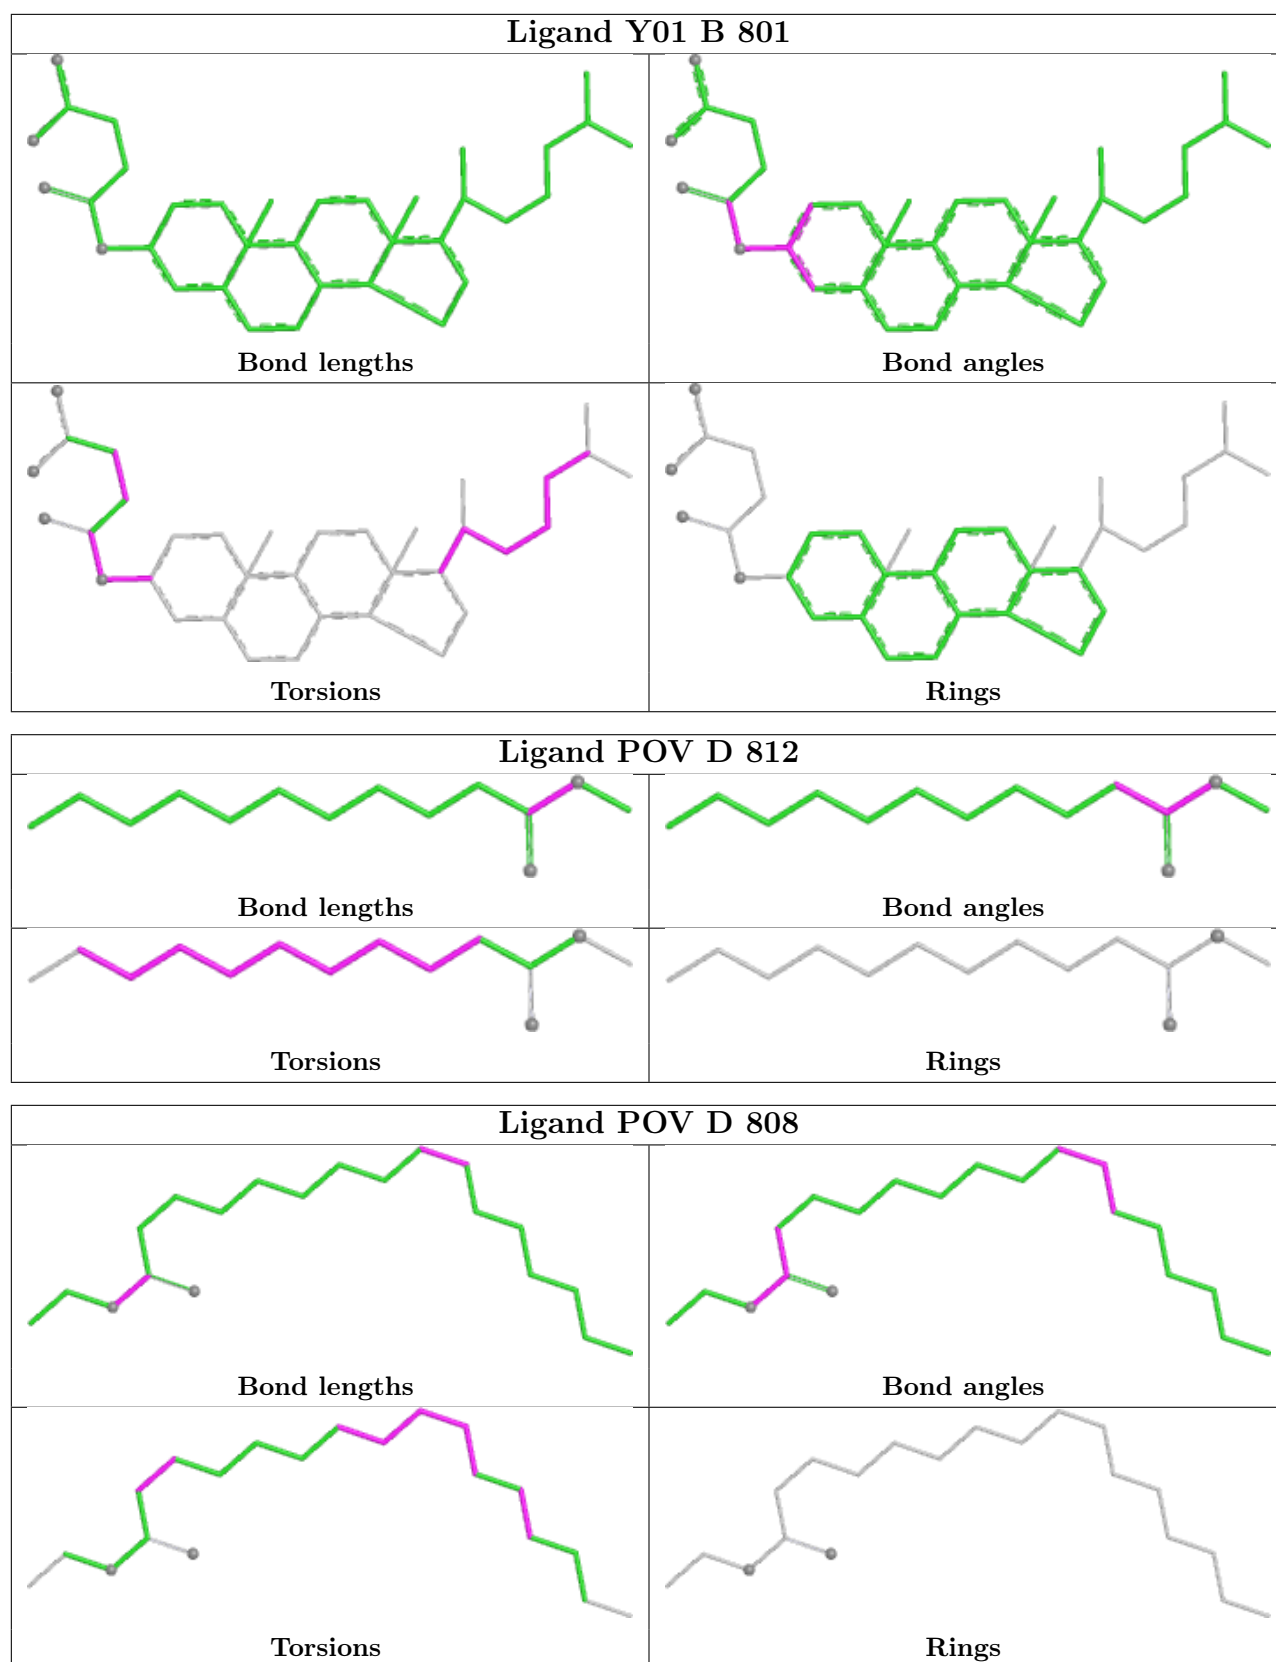 Ligand Y01 B 801
Bond lengths
Bond angles
Torsions
Rings
Ligand POV D 812
Bond lengths
Bond angles
Torsions
Rings
Ligand POV D 808
Bond lengths
Bond angles
Torsions
Rings